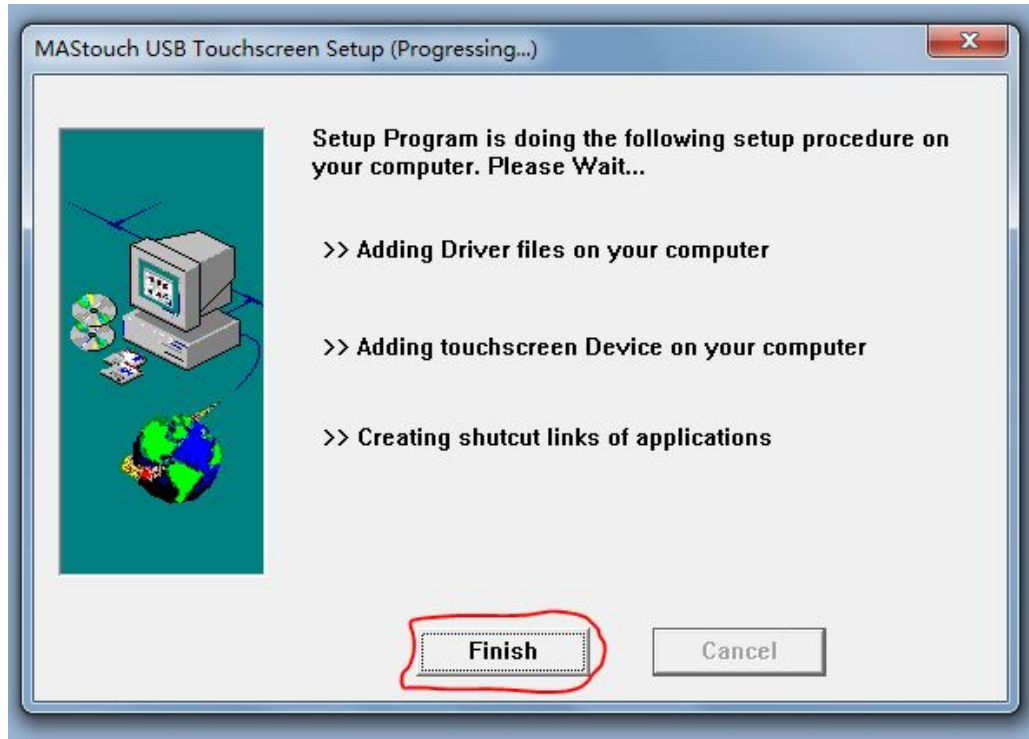 MAStouch USB Touchscreen Setup (Progressing...)
Setup Program is doing the following setup procedure on
your computer. Please Wait...
>> Adding Driver files on your computer
>> Adding touchscreen Device on your computer
>> Creating shutcut links of applications
Finish
Cancel